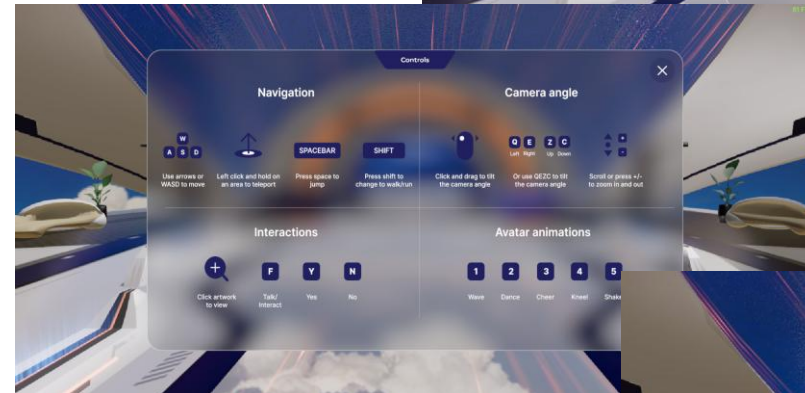 Controls
Navigation
W
A S D
SPACEBAR
SHIFT
Use arrows or
WASD to move
Left click and hold on
an area to teleport
Press space to
jump
Press shift to
change to walk/run
Camera angle
Q E Z C
Left Right Up Down
+
-
Click and drag to tilt
the camera angle
Or use QEZC to tilt
the camera angle
Scroll or press +/-
to zoom in and out
Interactions
F Y N
Click artwork
to view
Talk/
Interact
Yes
No
Avatar animations
1 2 3 4 5
Wave Dance Cheer Kneel